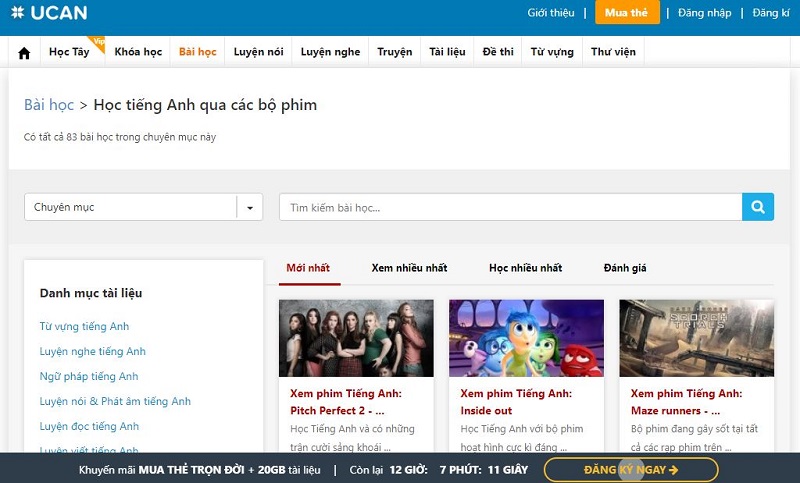 UCAN
Giới thiệu | Mua thẻ | Đăng nhập | Đăng kí
Học Tây Vip Khóa học Bài học Luyện nói Luyện nghe Truyện Tài liệu Đề thi Từ vựng Thư viện
Bài học > Học tiếng Anh qua các bộ phim
Có tất cả 83 bài học trong chuyên mục này
Chuyên mục
Tìm kiếm bài học...
Danh mục tài liệu
Từ vựng tiếng Anh
Luyện nghe tiếng Anh
Ngữ pháp tiếng Anh
Luyện nói & Phát âm tiếng Anh
Luyện đọc tiếng Anh
Luyện viết tiếng Anh
Mới nhất Xem nhiều nhất Học nhiều nhất Đánh giá
Xem phim Tiếng Anh:
Pitch Perfect 2 - ...
Học Tiếng Anh và có những
trận cười sảng khoái ...
Xem phim Tiếng Anh:
Inside out
Học Tiếng Anh với bộ phim
hoạt hình cực kì đáng ...
SCORCH
TRIALS
Xem phim Tiếng Anh:
Maze runners - ...
Bộ phim đang gây sốt tại tất
cả các rạp phim trên ...
Khuyến mãi MUA THẺ TRỌN ĐỜI + 20GB tài liệu | Còn lại 12 GIỜ: 7 PHÚT: 11 GIÂY ĐĂNG KÝ NGAY